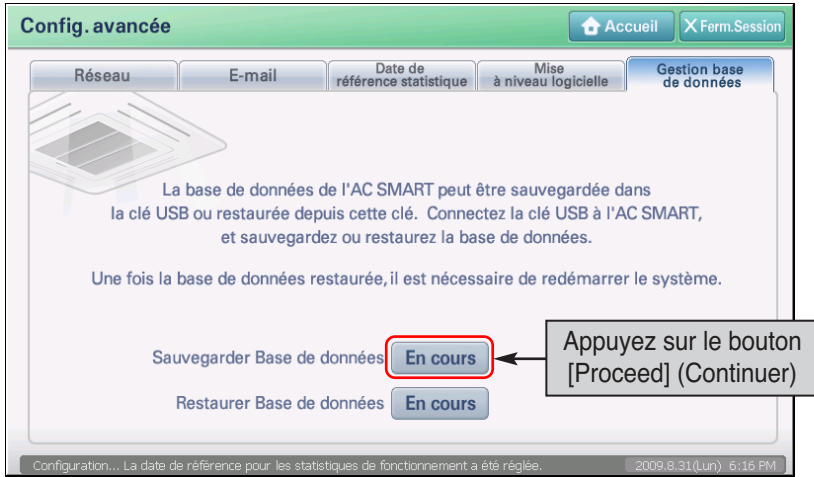 Config. avancée
Accueil
X Ferm.Session
Réseau
E-mail
Date de
référence statistique
Mise
à niveau logicielle
Gestion base
de données
La base de données de l'AC SMART peut être sauvegardée dans
la clé USB ou restaurée depuis cette clé. Connectez la clé USB à l'AC SMART,
et sauvegardez ou restaurez la base de données.
Une fois la base de données restaurée, il est nécessaire de redémarrer le système.
Sauvegarder Base de données
En cours
Appuyez sur le bouton
[Proceed] (Continuer)
Restaurer Base de données
En cours
Configuration... La date de référence pour les statistiques de fonctionnement a été réglée.
2009.8.31(Lun) 6:16 PM